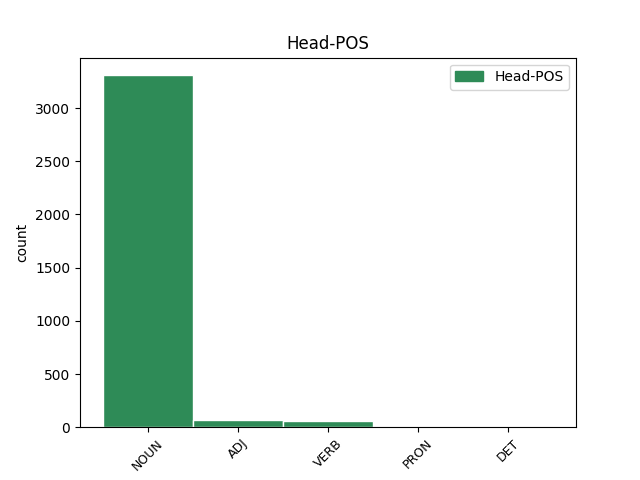 Head-POS
Head-POS
count
3000
2500
2000
1500
1000
500
0
NOUN
ADJ
VERB
PRON
DET